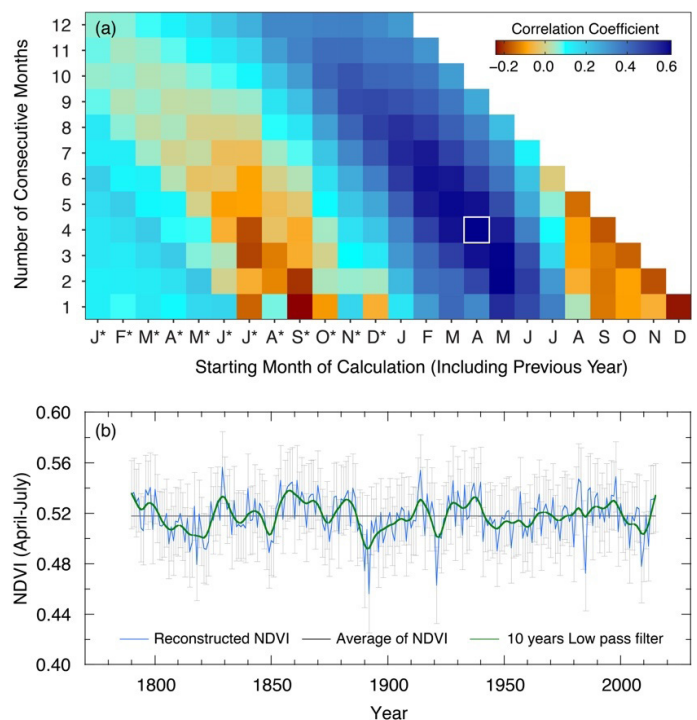 (a)
Correlation Coefficient
−0.2 0.0 0.2 0.4 0.6
Number of Consecutive Months
12
11
10
9
8
7
6
5
4
3
2
1
J* F* M* A* M* J* J* A* S* O* N* D* J F M A M J J A S O N D
Starting Month of Calculation (Including Previous Year)
(b)
NDVI (April-July)
0.60
0.56
0.52
0.48
0.44
0.40
Reconstructed NDVI Average of NDVI 10 years Low pass filter
1800 1850 1900 1950 2000
Year